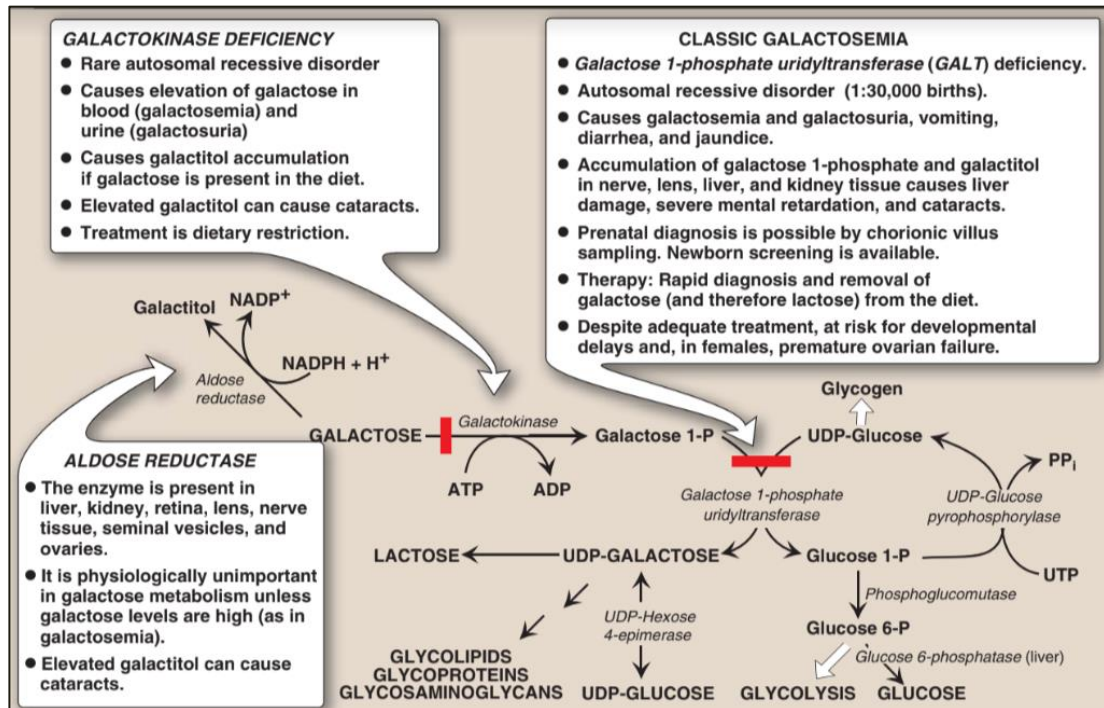 GALACTOKINASE DEFICIENCY
● Rare autosomal recessive disorder
● Causes elevation of galactose in
blood (galactosemia) and
urine (galactosuria)
● Causes galactitol accumulation
if galactose is present in the diet.
● Elevated galactitol can cause cataracts.
● Treatment is dietary restriction.
CLASSIC GALACTOSEMIA
● Galactose 1-phosphate uridyltransferase (GALT) deficiency.
● Autosomal recessive disorder (1:30,000 births).
● Causes galactosemia and galactosuria, vomiting,
diarrhea, and jaundice.
● Accumulation of galactose 1-phosphate and galactitol
in nerve, lens, liver, and kidney tissue causes liver
damage, severe mental retardation, and cataracts.
● Prenatal diagnosis is possible by chorionic villus
sampling. Newborn screening is available.
● Therapy: Rapid diagnosis and removal of
galactose (and therefore lactose) from the diet.
● Despite adequate treatment, at risk for developmental
delays and, in females, premature ovarian failure.
Galactitol
NADP+
NADPH + H+
Aldose
reductase
GALACTOSE
Galactokinase
ATP
ADP
Galactose 1-P
Glycogen
UDP-Glucose
Galactose 1-phosphate
uridyltransferase
PPi
UDP-Glucose
pyrophosphorylase
UTP
LACTOSE
UDP-GALACTOSE
Glucose 1-P
Phosphoglucomutase
UDP-Hexose
4-epimerase
Glucose 6-P
Glucose 6-phosphatase (liver)
GLYCOLIPIDS
GLYCOPROTEINS
GLYCOSAMINOGLYCANS
UDP-GLUCOSE
GLYCOLYSIS
GLUCOSE
ALDOSE REDUCTASE
● The enzyme is present in
liver, kidney, retina, lens, nerve
tissue, seminal vesicles, and
ovaries.
● It is physiologically unimportant
in galactose metabolism unless
galactose levels are high (as in
galactosemia).
● Elevated galactitol can cause
cataracts.